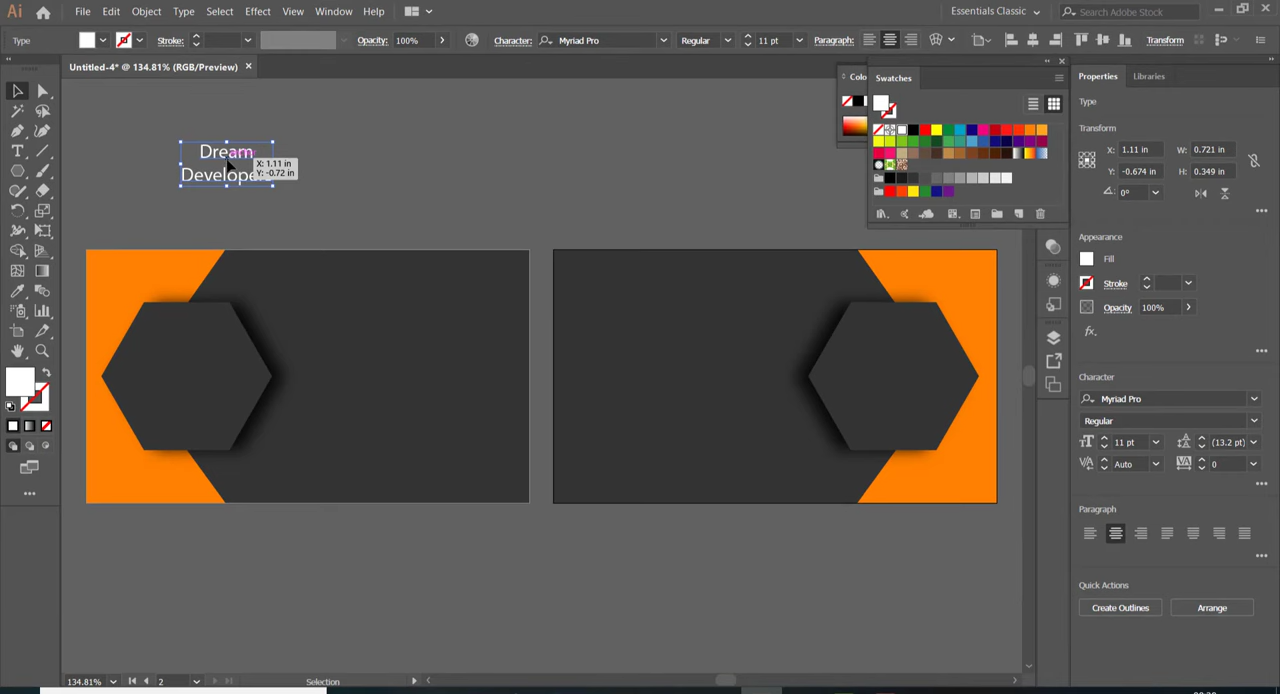 Ai File Edit Object Type Select Effect View Window Help Essentials Classic Search Adobe Stock
Type Stroke: Opacity: 100% Character: Myriad Pro Regular 11 pt Paragraph: Transform
Untitled-4* @ 134.81% (RGB/Preview) ×
Colo Swatches
Properties Libraries
Type
Transform
X: 1.11 in W: 0.721 in
Y: -0.674 in H: 0.349 in
0°
Dream
Developers
X: 1.11 in
Y: -0.72 in
Appearance
Fill
Stroke
Opacity 100%
fx.
Character
Myriad Pro
Regular
11 pt (13.2 pt)
Auto 0
Paragraph
Quick Actions
Create Outlines Arrange
134.81% 2 Selection